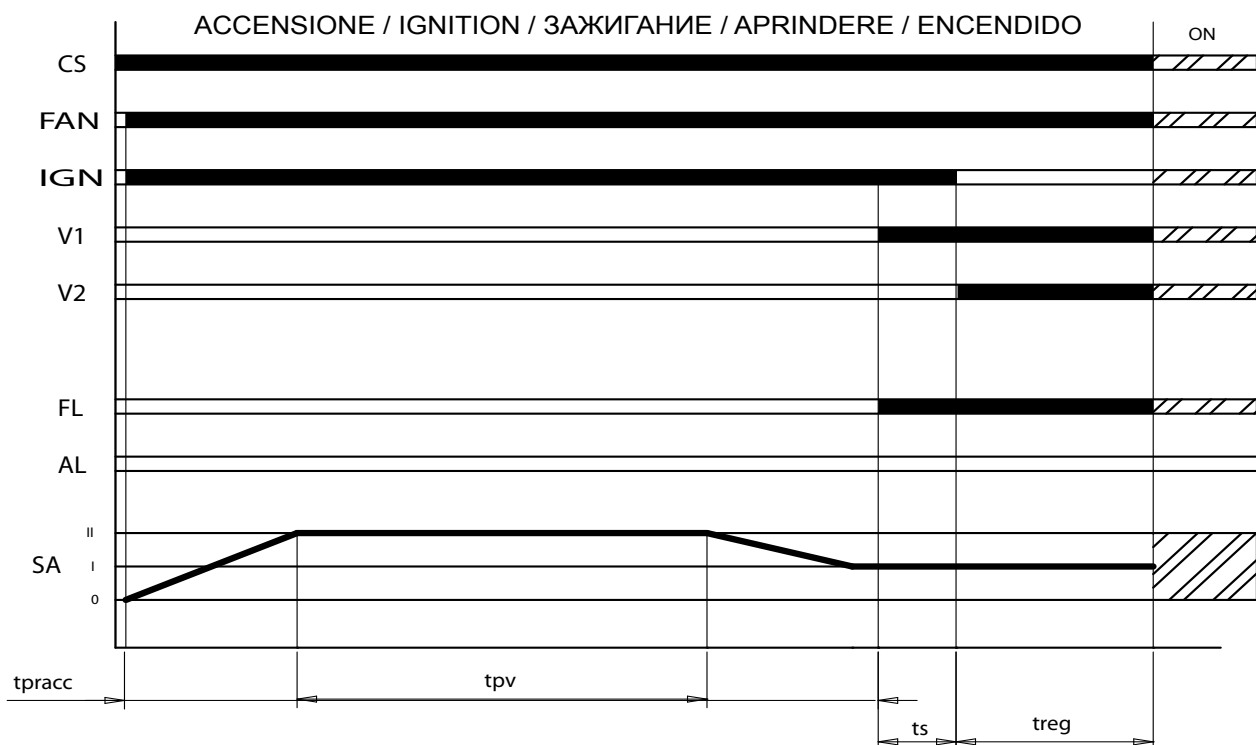 ACCENSIONE / IGNITION / ЗАЖИГАНИЕ / APRINDERE / ENCENDIDO
ON
CS
FAN
IGN
V1
V2
FL
AL
II
SA
I
0
tpracc
tpv
ts
treg